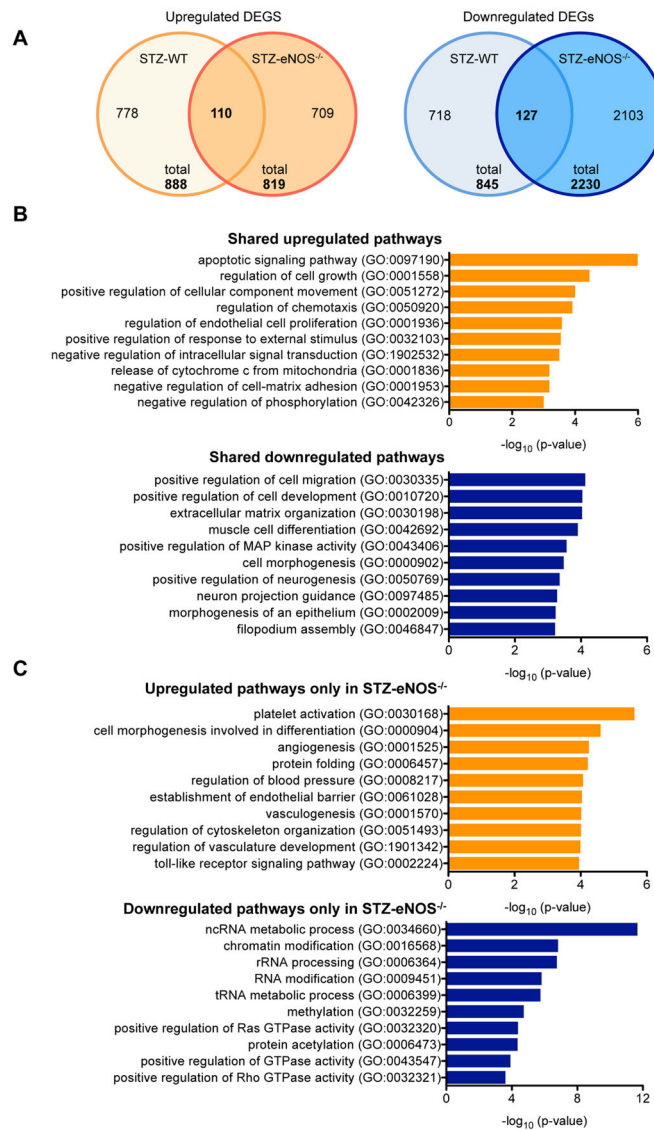 A
Upregulated DEGS
Downregulated DEGs
STZ-WT
STZ-eNOS-/-
STZ-WT
STZ-eNOS-/-
778
110
709
718
127
2103
total
888
total
819
total
845
total
2230
B
Shared upregulated pathways
apoptotic signaling pathway (GO:0097190)
regulation of cell growth (GO:0001558)
positive regulation of cellular component movement (GO:0051272)
regulation of chemotaxis (GO:0050920)
regulation of endothelial cell proliferation (GO:0001936)
positive regulation of response to external stimulus (GO:0032103)
negative regulation of intracellular signal transduction (GO:1902532)
release of cytochrome c from mitochondria (GO:0001836)
negative regulation of cell-matrix adhesion (GO:0001953)
negative regulation of phosphorylation (GO:0042326)
0 2 4 6
-log10 (p-value)
Shared downregulated pathways
positive regulation of cell migration (GO:0030335)
positive regulation of cell development (GO:0010720)
extracellular matrix organization (GO:0030198)
muscle cell differentiation (GO:0042692)
positive regulation of MAP kinase activity (GO:0043406)
cell morphogenesis (GO:0000902)
positive regulation of neurogenesis (GO:0050769)
neuron projection guidance (GO:0097485)
morphogenesis of an epithelium (GO:0002009)
filopodium assembly (GO:0046847)
0 2 4 6
-log10 (p-value)
C
Upregulated pathways only in STZ-eNOS-/-
platelet activation (GO:0030168)
cell morphogenesis involved in differentiation (GO:0000904)
angiogenesis (GO:0001525)
protein folding (GO:0006457)
regulation of blood pressure (GO:0008217)
establishment of endothelial barrier (GO:0061028)
vasculogenesis (GO:0001570)
regulation of cytoskeleton organization (GO:0051493)
regulation of vasculature development (GO:1901342)
toll-like receptor signaling pathway (GO:0002224)
0 2 4 6
-log10 (p-value)
Downregulated pathways only in STZ-eNOS-/-
ncRNA metabolic process (GO:0034660)
chromatin modification (GO:0016568)
rRNA processing (GO:0006364)
RNA modification (GO:0009451)
tRNA metabolic process (GO:0006399)
methylation (GO:0032259)
positive regulation of Ras GTPase activity (GO:0032320)
protein acetylation (GO:0006473)
positive regulation of GTPase activity (GO:0043547)
positive regulation of Rho GTPase activity (GO:0032321)
0 4 8 12
-log10 (p-value)